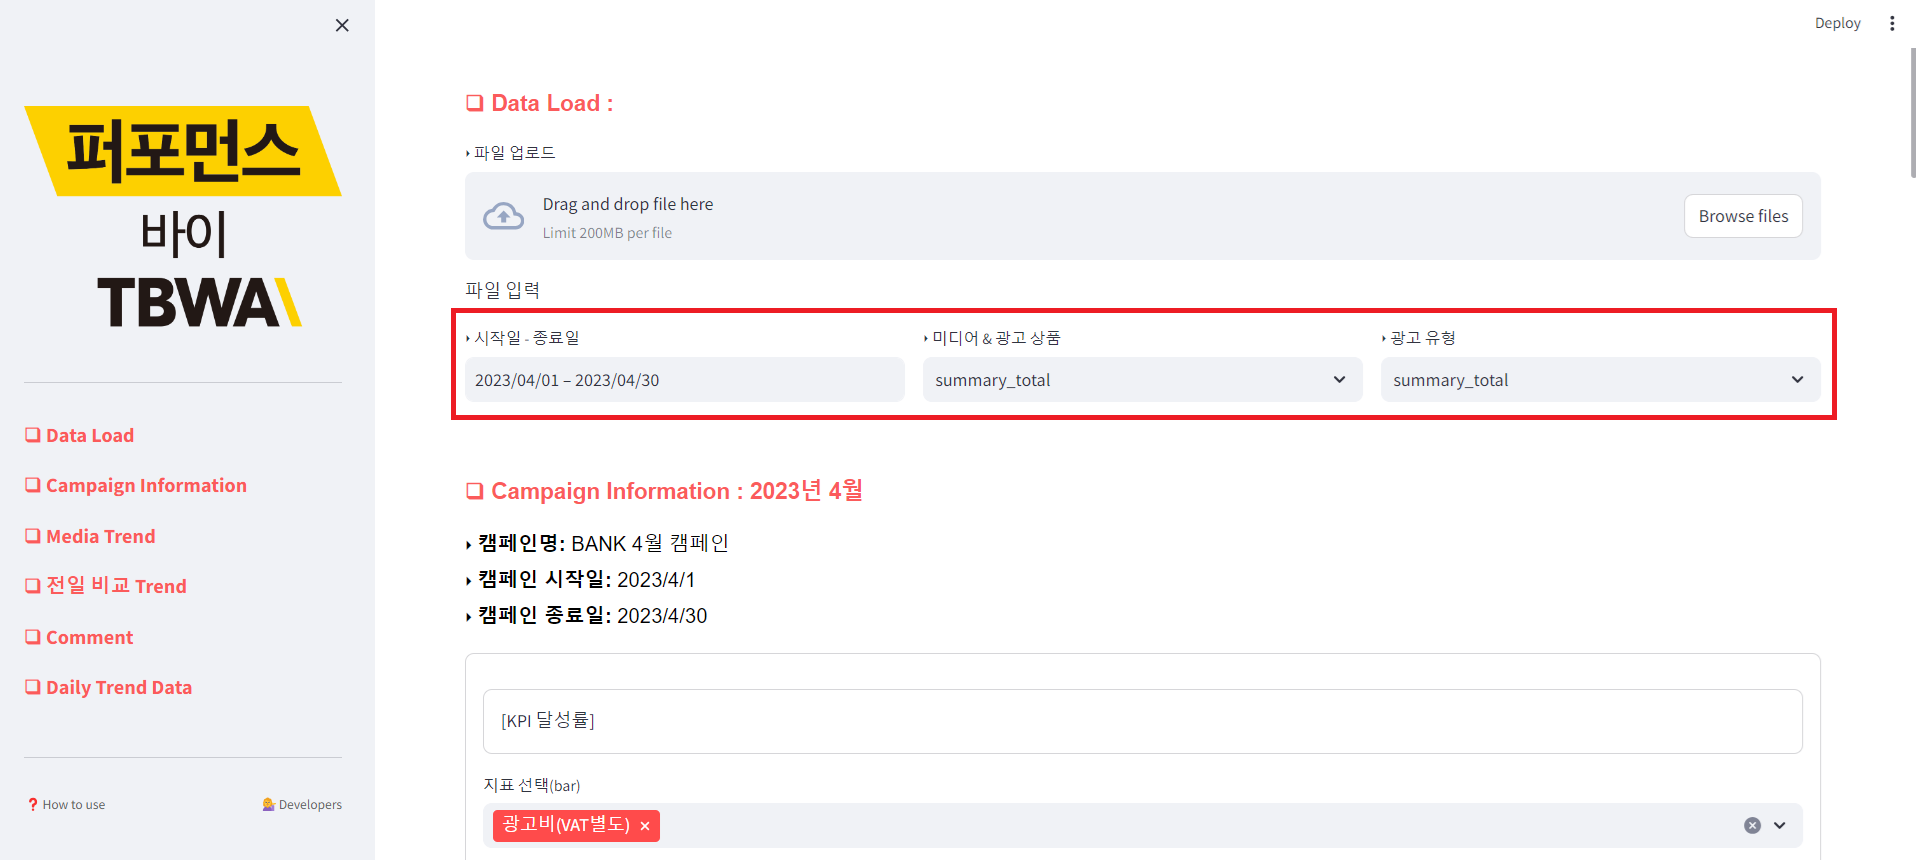 Deploy
퍼포먼스
바이
TBWA\
❏ Data Load
❏ Campaign Information
❏ Media Trend
❏ 전일 비교 Trend
❏ Comment
❏ Daily Trend Data
❓ How to use
💁 Developers
❏ Data Load :
‣ 파일 업로드
Drag and drop file here
Limit 200MB per file
Browse files
파일 입력
‣ 시작일 - 종료일
2023/04/01 – 2023/04/30
‣ 미디어 & 광고 상품
summary_total
‣ 광고 유형
summary_total
❏ Campaign Information : 2023년 4월
‣ 캠페인명: BANK 4월 캠페인
‣ 캠페인 시작일: 2023/4/1
‣ 캠페인 종료일: 2023/4/30
[KPI 달성률]
지표 선택(bar)
광고비(VAT별도)